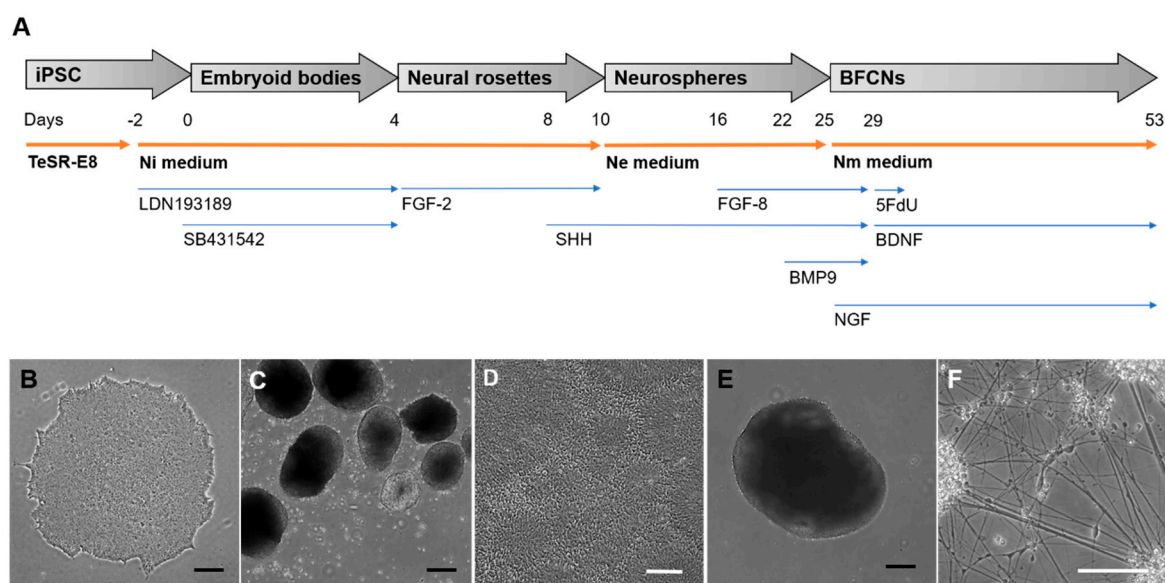 A
iPSC Embryoid bodies Neural rosettes Neurospheres BFCNs
Days -2 0 4 8 10 16 22 25 29 53
TeSR-E8 Ni medium Ne medium Nm medium
LDN193189 FGF-2 FGF-8 5FdU
SB431542 SHH BDNF
BMP9
NGF
B C D E F